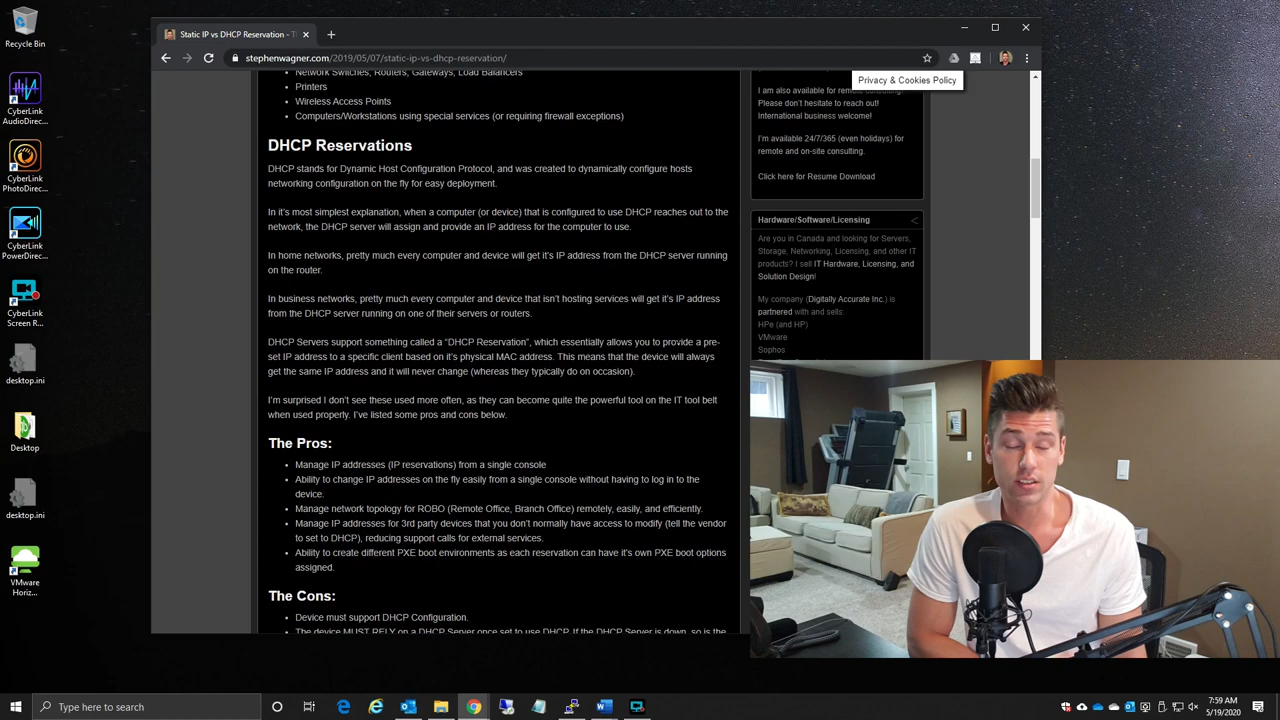 Recycle Bin
CyberLink
AudioDirec...
CyberLink
PhotoDirec...
CyberLink
PowerDirec...
CyberLink
Screen R...
desktop.ini
Desktop
desktop.ini
VMware
Horiz...
Static IP vs DHCP Reservation - T
stephenwagner.com/2019/05/07/static-ip-vs-dhcp-reservation/
Privacy & Cookies Policy
Network Switches, Routers, Gateways, Load Balancers
Printers
Wireless Access Points
Computers/Workstations using special services (or requiring firewall exceptions)
DHCP Reservations
DHCP stands for Dynamic Host Configuration Protocol, and was created to dynamically configure hosts
networking configuration on the fly for easy deployment.
In it's most simplest explanation, when a computer (or device) that is configured to use DHCP reaches out to the
network, the DHCP server will assign and provide an IP address for the computer to use.
In home networks, pretty much every computer and device will get it's IP address from the DHCP server running
on the router.
In business networks, pretty much every computer and device that isn't hosting services will get it's IP address
from the DHCP server running on one of their servers or routers.
DHCP Servers support something called a "DHCP Reservation", which essentially allows you to provide a pre-
set IP address to a specific client based on it's physical MAC address. This means that the device will always
get the same IP address and it will never change (whereas they typically do on occasion).
I'm surprised I don't see these used more often, as they can become quite the powerful tool on the IT tool belt
when used properly. I've listed some pros and cons below.
The Pros:
Manage IP addresses (IP reservations) from a single console
Ability to change IP addresses on the fly easily from a single console without having to log in to the
device.
Manage network topology for ROBO (Remote Office, Branch Office) remotely, easily, and efficiently.
Manage IP addresses for 3rd party devices that you don't normally have access to modify (tell the vendor
to set to DHCP), reducing support calls for external services.
Ability to create different PXE boot environments as each reservation can have it's own PXE boot options
assigned.
The Cons:
Device must support DHCP Configuration.
The device MUST RELY on a DHCP Server once set to use DHCP. If the DHCP Server is down, so is the
I am also available for remote consulting!
Please don't hesitate to reach out!
International business welcome!
I'm available 24/7/365 (even holidays) for
remote and on-site consulting.
Click here for Resume Download
Hardware/Software/Licensing
Are you in Canada and looking for Servers,
Storage, Networking, Licensing, and other IT
products? I sell IT Hardware, Licensing, and
Solution Design!
My company (Digitally Accurate Inc.) is
partnered with and sells:
HPe (and HP)
VMware
Sophos
Type here to search
7:59 AM
5/19/2020